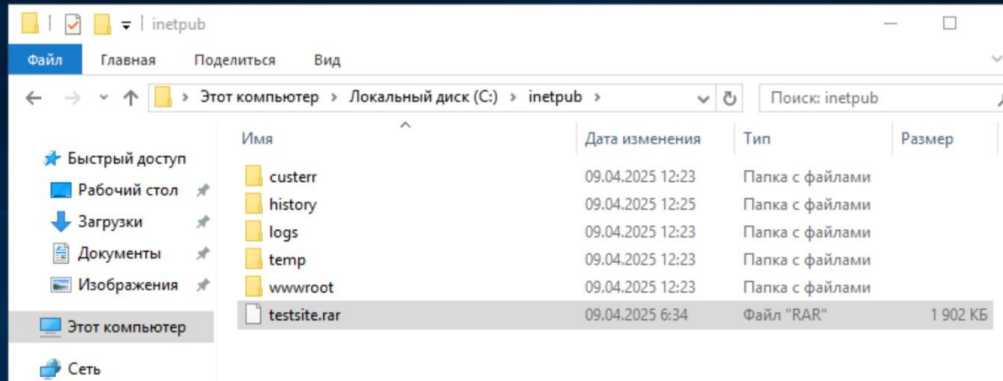 inetpub
Файл Главная Поделиться Вид
Этот компьютер Локальный диск (C:) inetpub Поиск: inetpub
Имя Дата изменения Тип Размер
Быстрый доступ
Рабочий стол
Загрузки
Документы
Изображения
Этот компьютер
Сеть
custerr 09.04.2025 12:23 Папка с файлами
history 09.04.2025 12:25 Папка с файлами
logs 09.04.2025 12:23 Папка с файлами
temp 09.04.2025 12:23 Папка с файлами
wwwroot 09.04.2025 12:23 Папка с файлами
testsite.rar 09.04.2025 6:34 Файл "RAR" 1 902 КБ